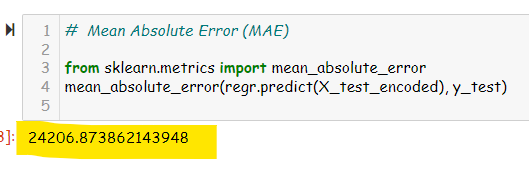 1 # Mean Absolute Error (MAE)
2
3 from sklearn.metrics import mean_absolute_error
4 mean_absolute_error(regr.predict(X_test_encoded), y_test)
5
]: 24206.873862143948